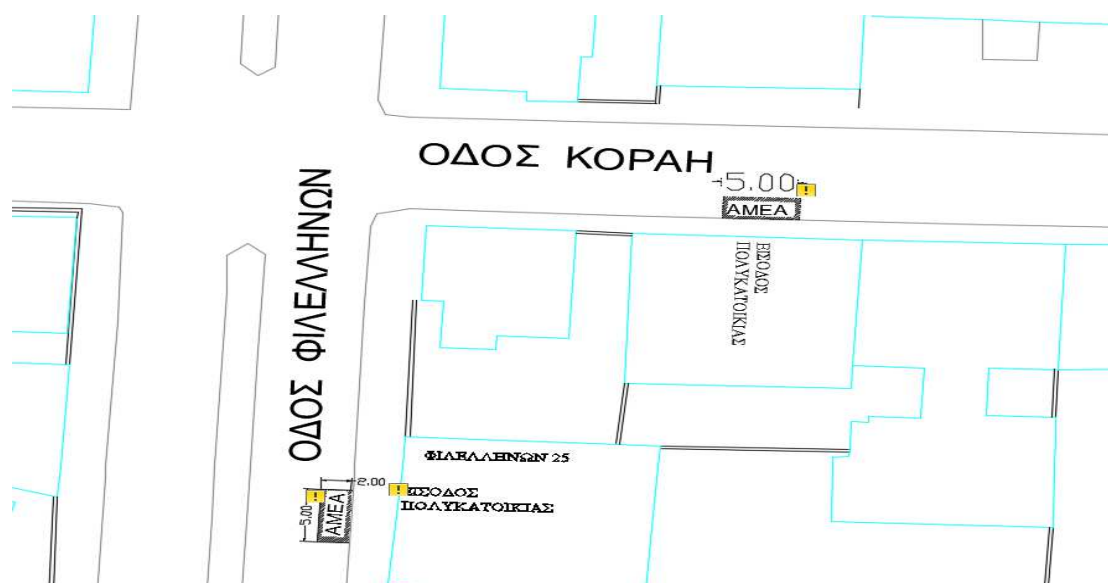 ΟΔΟΣ ΚΟΡΑΗ
5.00
ΑΜΕΑ
ΕΙΣΟΔΟΣ
ΠΟΛΥΚΑΤΟΙΚΙΑΣ
ΟΔΟΣ ΦΙΛΕΛΛΗΝΩΝ
ΦΙΛΕΛΛΗΝΩΝ 25
2.00
ΕΙΣΟΔΟΣ
ΠΟΛΥΚΑΤΟΙΚΙΑΣ
5.00
ΑΜΕΑ